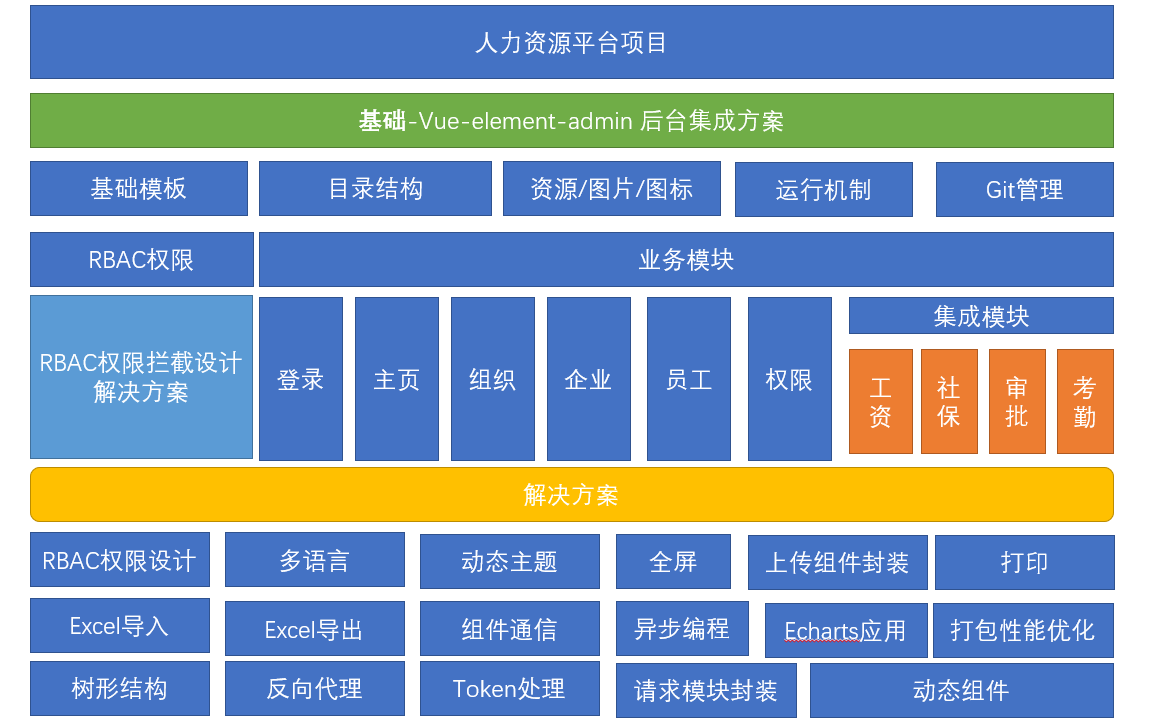 人力资源平台项目
基础-Vue-element-admin 后台集成方案
基础模板
目录结构
资源/图片/图标
运行机制
Git管理
RBAC权限
业务模块
RBAC权限拦截设计
解决方案
登录
主页
组织
企业
员工
权限
集成模块
工
资
社
保
审
批
考
勤
解决方案
RBAC权限设计
多语言
动态主题
全屏
上传组件封装
打印
Excel导入
Excel导出
组件通信
异步编程
Echarts应用
打包性能优化
树形结构
反向代理
Token处理
请求模块封装
动态组件